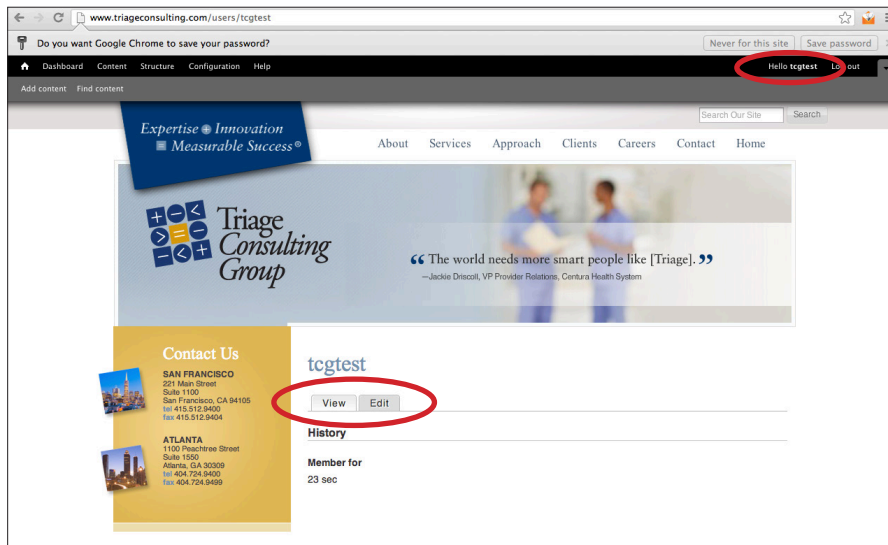 www.triageconsulting.com/users/tcgtest
Do you want Google Chrome to save your password? Never for this site Save password
Dashboard Content Structure Configuration Help Hello tcgtest Log out
Add content Find content
Search Our Site Search
Expertise + Innovation
= Measurable Success®
About Services Approach Clients Careers Contact Home
Triage
Consulting
Group
“ The world needs more smart people like [Triage]. ”
—Jackie Driscoll, VP Provider Relations, Centura Health System
Contact Us
SAN FRANCISCO
221 Main Street
Suite 1100
San Francisco, CA 94105
tel 415.512.9400
fax 415.512.9404
ATLANTA
1100 Peachtree Street
Suite 1550
Atlanta, GA 30309
tel 404.724.9400
fax 404.724.9499
tcgtest
View Edit
History
Member for
23 sec